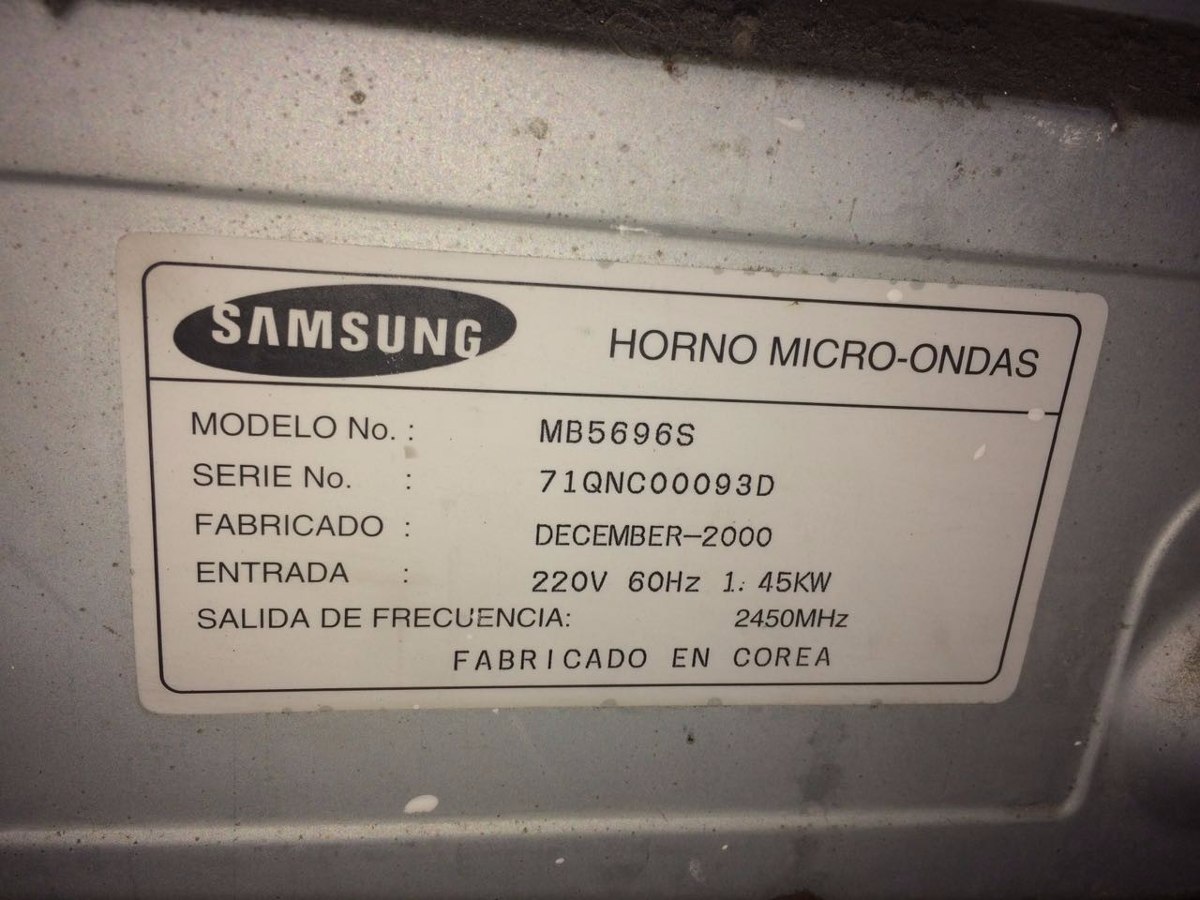 SAMSUNG HORNO MICRO-ONDAS
MODELO No. : MB5696S
SERIE No. : 71QNC00093D
FABRICADO : DECEMBER-2000
ENTRADA : 220V 60Hz 1.45KW
SALIDA DE FRECUENCIA: 2450MHz
FABRICADO EN COREA